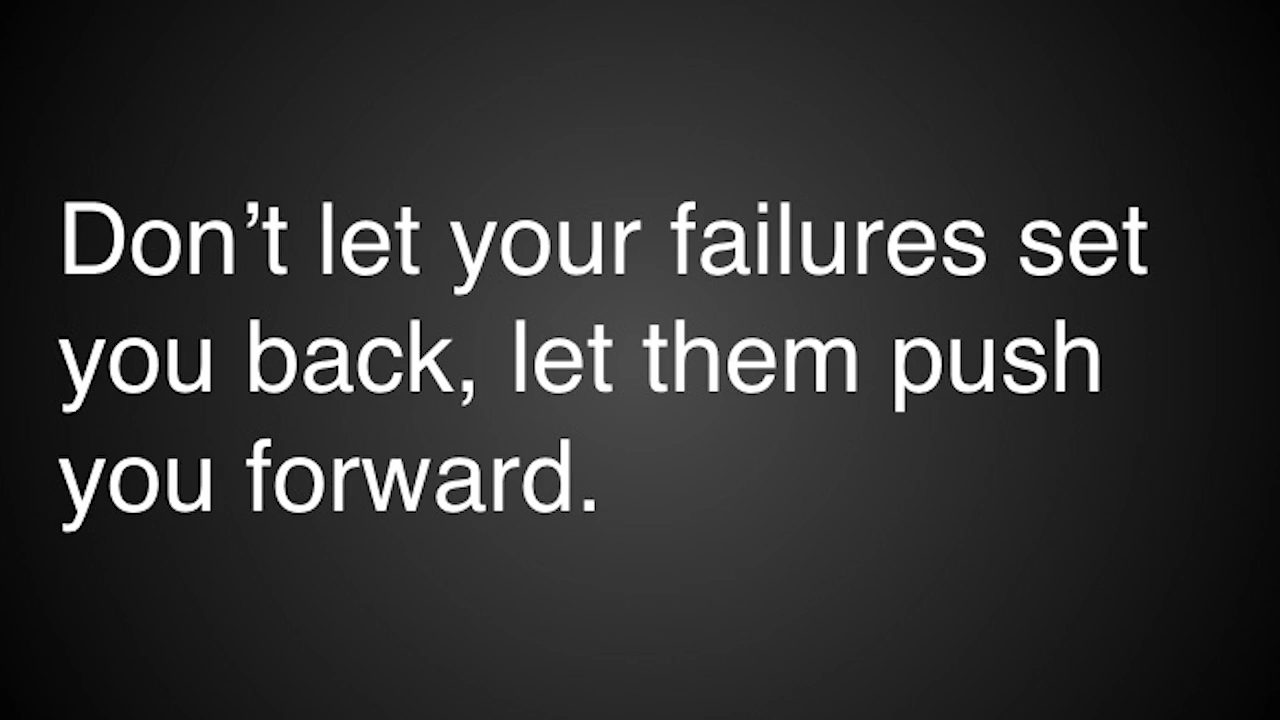 Don’t let your failures set
you back, let them push
you forward.